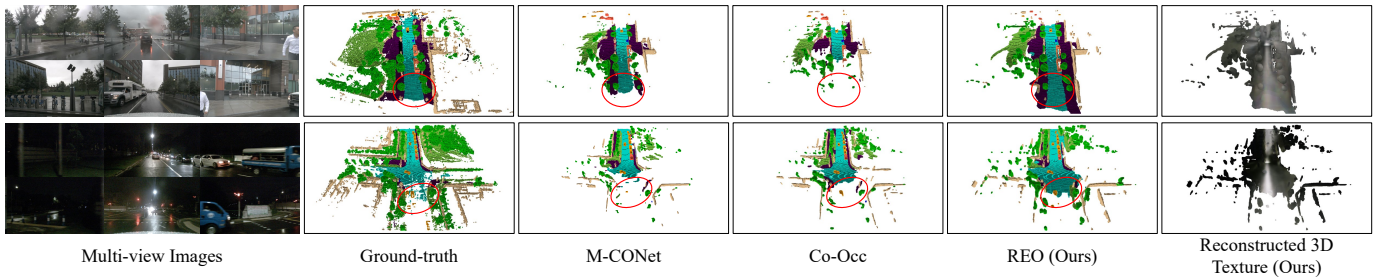 Multi-view Images
Ground-truth
M-CONet
Co-Occ
REO (Ours)
Reconstructed 3D
Texture (Ours)